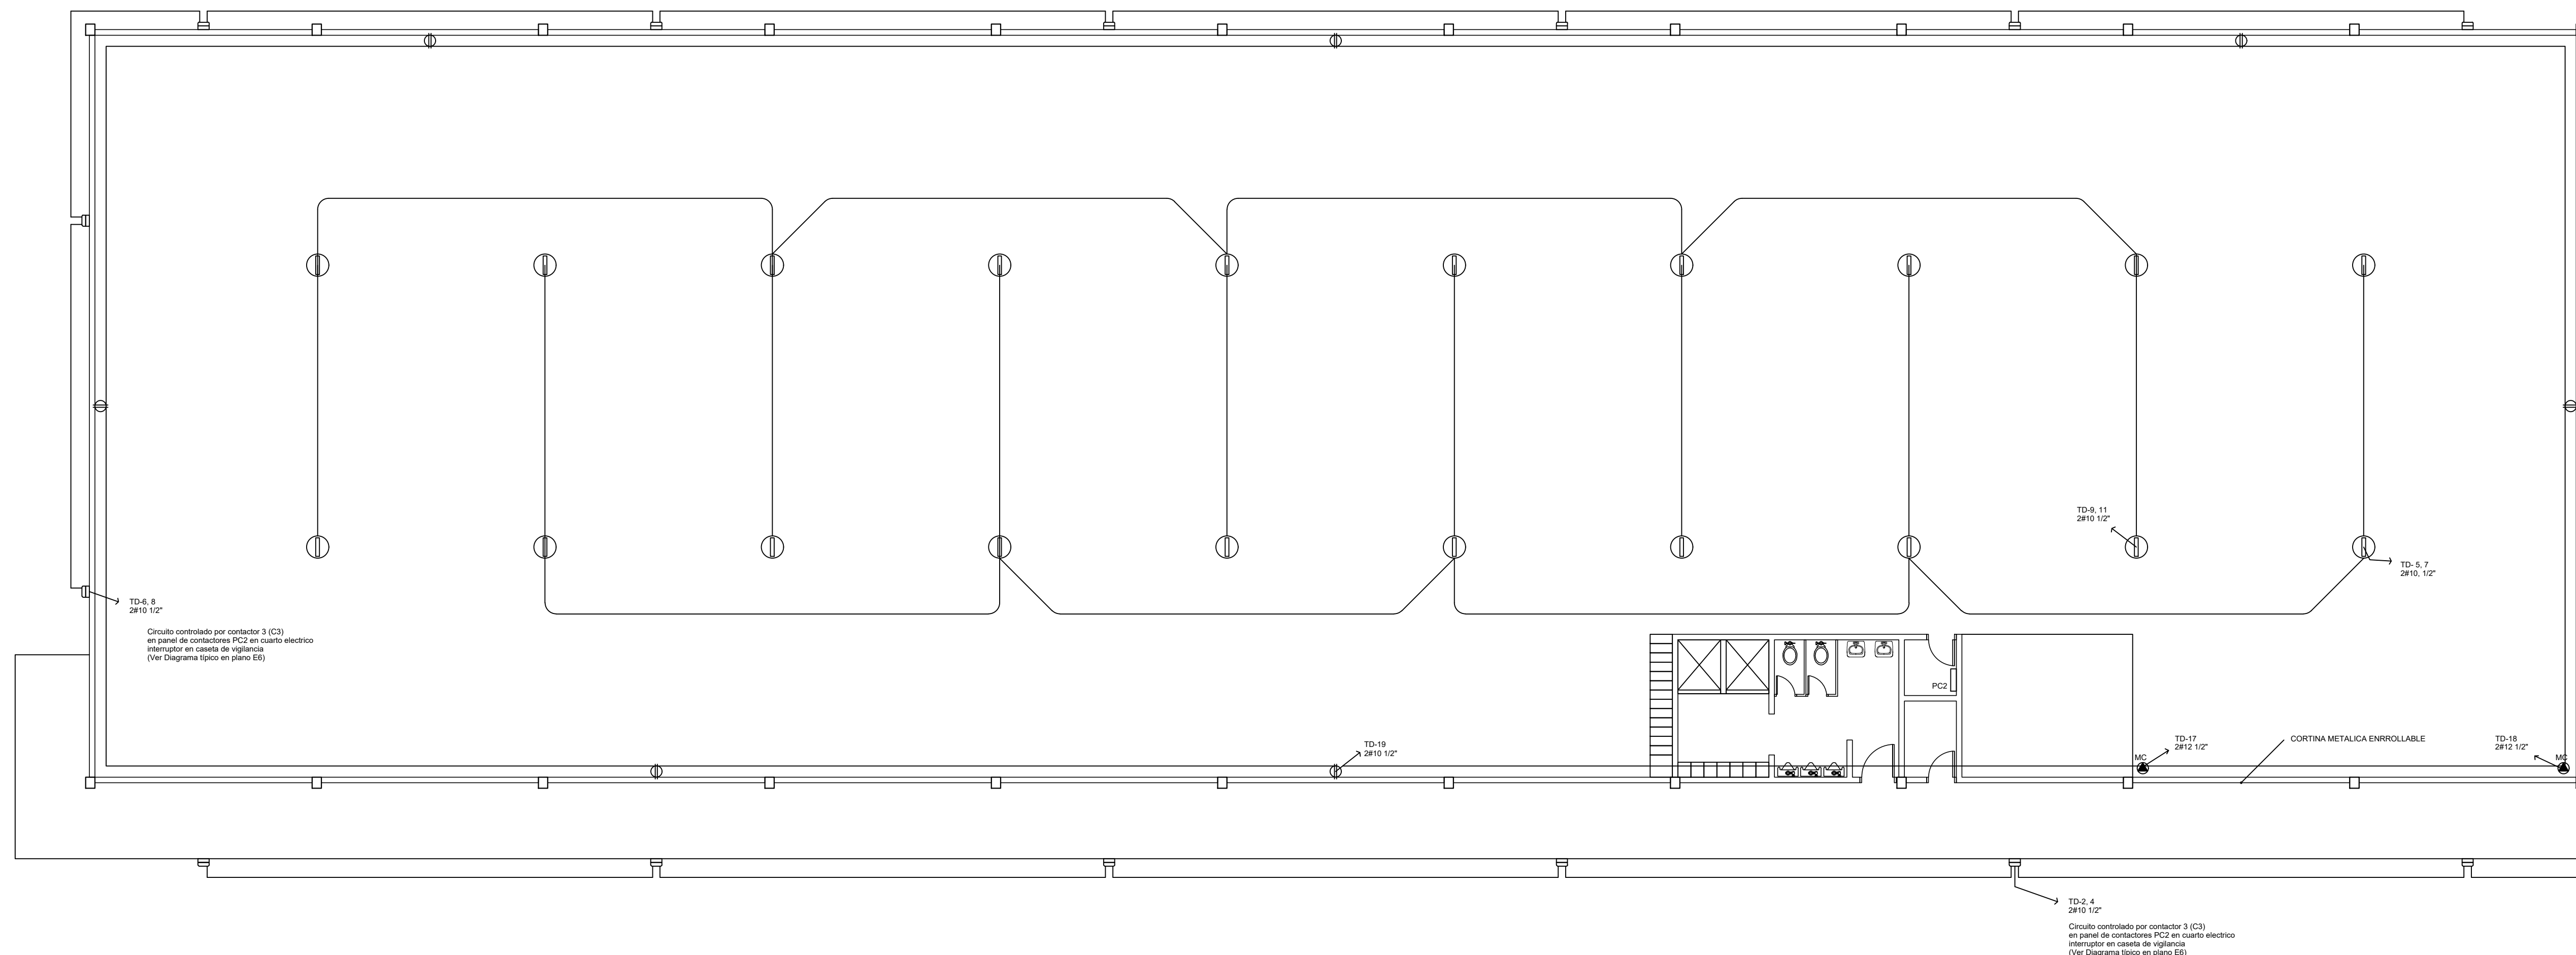 TD-9, 11
2#10 1/2"
TD- 5, 7
2#10, 1/2"
TD-6, 8
2#10 1/2"
Circuito controlado por contactor 3 (C3)
en panel de contactores PC2 en cuarto electrico
interruptor en caseta de vigilancia
(Ver Diagrama típico en plano E6)
PC2
TD-19
2#10 1/2"
MC
TD-17
2#12 1/2"
CORTINA METALICA ENRROLLABLE
TD-18
2#12 1/2"
MC
TD-2, 4
2#10 1/2"
Circuito controlado por contactor 3 (C3)
en panel de contactores PC2 en cuarto electrico
interruptor en caseta de vigilancia
(Ver Diagrama típico en plano E6)